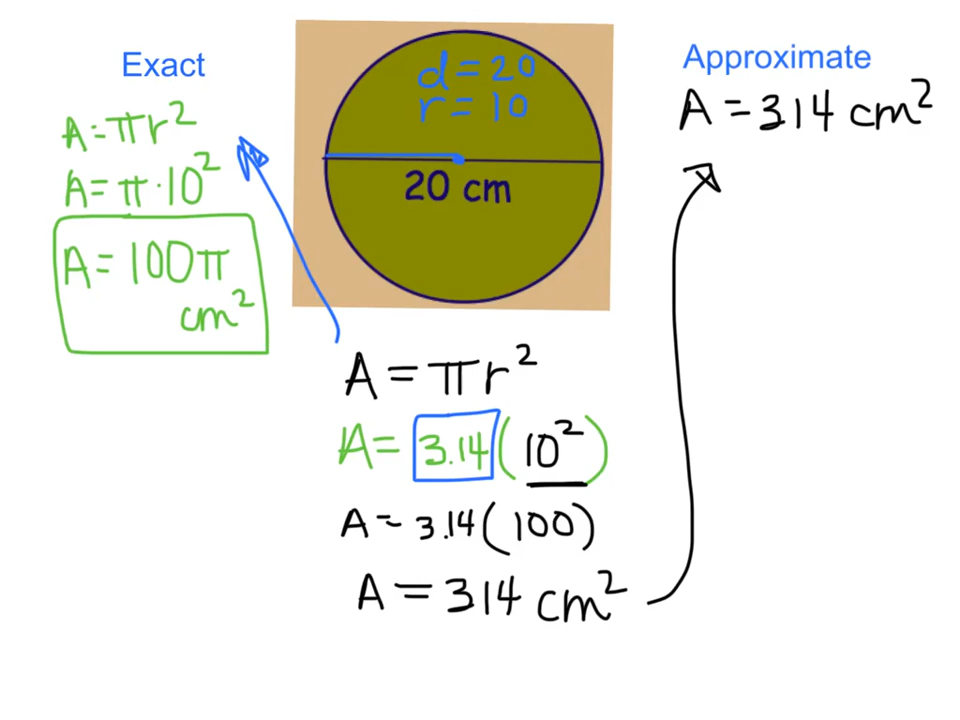 Exact
A = πr²
A = π · 10²
A = 100π
cm²
d = 20
r = 10
20 cm
Approximate
A = 314 cm²
A = πr²
A = 3.14 (10²)
A = 3.14 (100)
A = 314 cm²